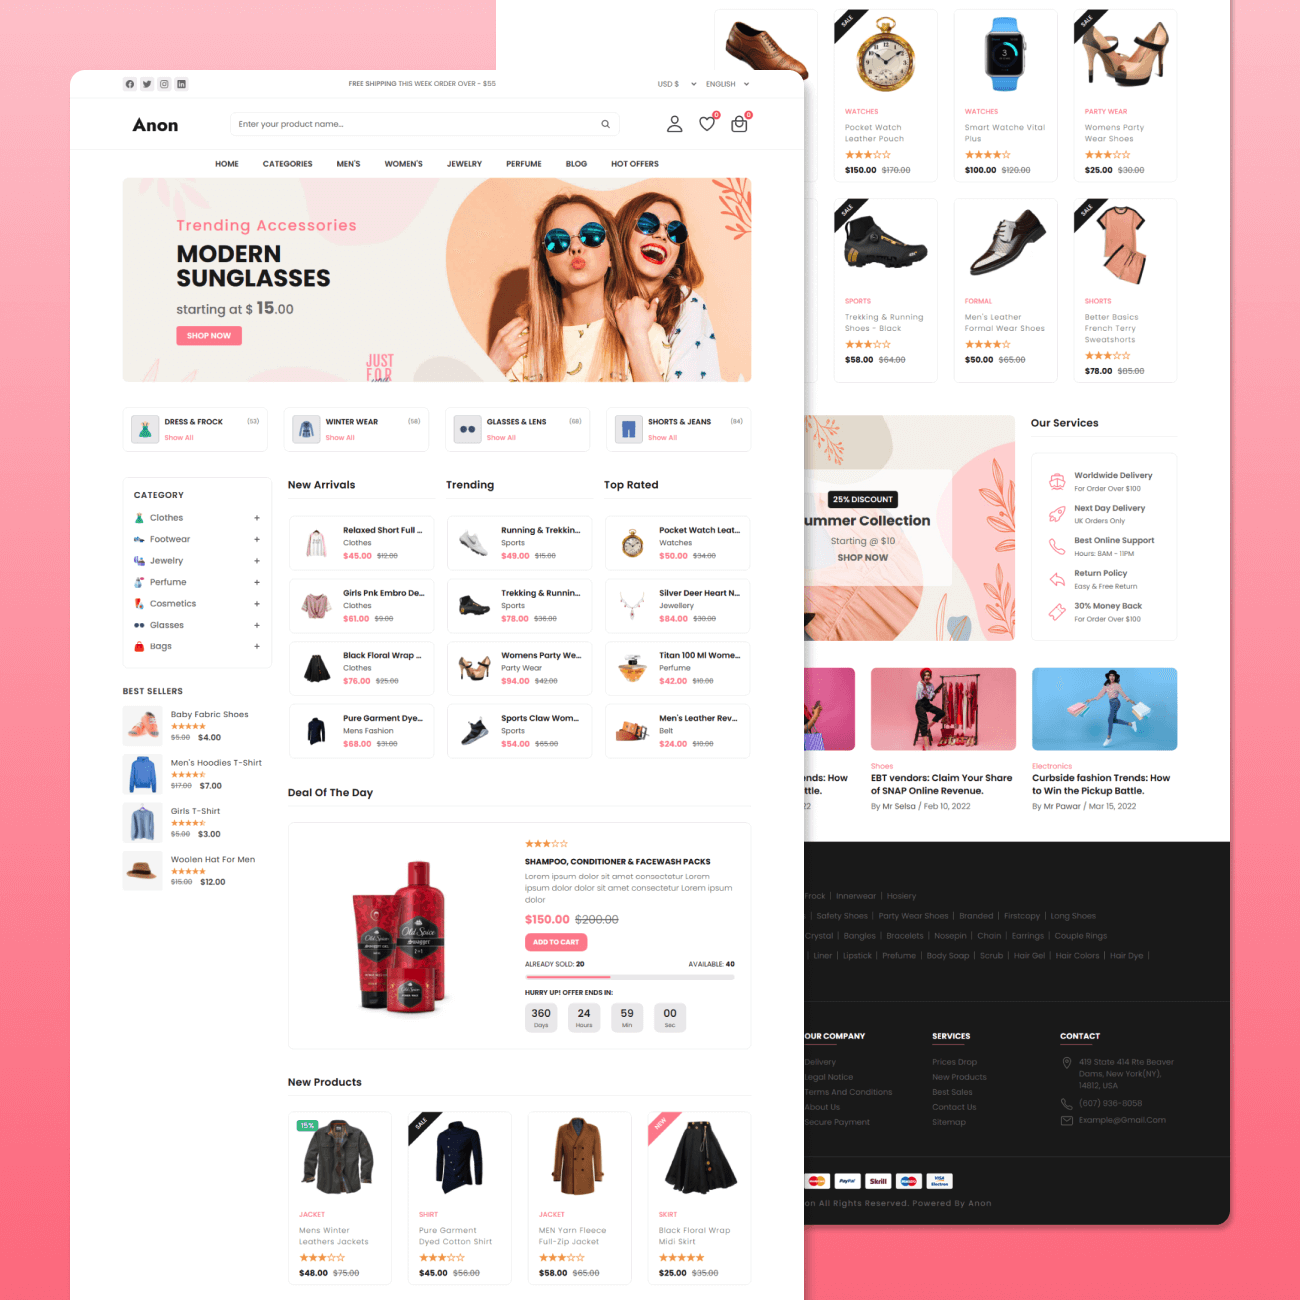 FREE SHIPPING THIS WEEK ORDER OVER - $55
USD $
ENGLISH
Anon
Enter your product name...
0
0
HOME
CATEGORIES
MEN'S
WOMEN'S
JEWELRY
PERFUME
BLOG
HOT OFFERS
Trending Accessories
MODERN
SUNGLASSES
starting at $ 15.00
SHOP NOW
JUST
FOR
DRESS & FROCK
(53)
Show All
WINTER WEAR
(58)
Show All
GLASSES & LENS
(68)
Show All
SHORTS & JEANS
(84)
Show All
CATEGORY
Clothes +
Footwear +
Jewelry +
Perfume +
Cosmetics +
Glasses +
Bags +
BEST SELLERS
Baby Fabric Shoes
$5.00 $4.00
Men's Hoodies T-Shirt
$17.00 $7.00
Girls T-Shirt
$5.00 $3.00
Woolen Hat For Men
$15.00 $12.00
New Arrivals
Relaxed Short Full ...
Clothes
$45.00 $12.00
Girls Pnk Embro De...
Clothes
$61.00 $9.00
Black Floral Wrap ...
Clothes
$76.00 $25.00
Pure Garment Dye...
Mens Fashion
$68.00 $31.00
Trending
Running & Trekkin...
Sports
$49.00 $15.00
Trekking & Runnin...
Sports
$78.00 $36.00
Womens Party We...
Party Wear
$94.00 $42.00
Sports Claw Wom...
Sports
$54.00 $65.00
Top Rated
Pocket Watch Leat...
Watches
$50.00 $34.00
Silver Deer Heart N...
Jewellery
$84.00 $30.00
Titan 100 Ml Wome...
Perfume
$42.00 $10.00
Men's Leather Rev...
Belt
$24.00 $10.00
Deal Of The Day
Old Spice
swagger
2 in 1
Old Spice
SHAMPOO, CONDITIONER & FACEWASH PACKS
Lorem ipsum dolor sit amet consectetur
ipsum dolor dolor sit amet consectetur Lorem ipsum
dolor
$150.00 $200.00
ADD TO CART
ALREADY SOLD: 20
AVAILABLE: 40
HURRY UP! OFFER ENDS IN:
360 24 59 00
Days Hours Min Sec
New Products
15%
JACKET
Mens Winter
Leathers Jackets
$48.00 $75.00
SALE
SHIRT
Pure Garment
Dyed Cotton Shirt
$45.00 $56.00
JACKET
MEN Yarn Fleece
Full-Zip Jacket
$58.00 $65.00
NEW
SKIRT
Black Floral Wrap
Midi Skirt
$25.00 $35.00
SALE
WATCHES
Pocket Watch
Leather Pouch
$150.00 $170.00
WATCHES
Smart Watche Vital
Plus
$100.00 $120.00
SALE
PARTY WEAR
Womens Party
Wear Shoes
$25.00 $30.00
SALE
SPORTS
Trekking & Running
Shoes - Black
$58.00 $64.00
FORMAL
Men's Leather
Formal Wear Shoes
$50.00 $65.00
SALE
SHORTS
Better Basics
French Terry
Sweatshorts
$78.00 $85.00
25% DISCOUNT
ummer Collection
Starting @ $10
SHOP NOW
Our Services
Worldwide Delivery
For Order Over $100
Next Day Delivery
UK Orders Only
Best Online Support
Hours: 8AM - 11PM
Return Policy
Easy & Free Return
30% Money Back
For Order Over $100
nds: How
ttle.
22
Shoes
EBT vendors: Claim Your Share
of SNAP Online Revenue.
By Mr Selsa / Feb 10, 2022
Electronics
Curbside fashion Trends: How
to Win the Pickup Battle.
By Mr Pawar / Mar 15, 2022
Frock | Innerwear | Hosiery
| Safety Shoes | Party Wear Shoes | Branded | Firstcopy | Long Shoes
Crystal | Bangles | Bracelets | Nosepin | Chain | Earrings | Couple Rings
| Liner | Lipstick | Prefume | Body Soap | Scrub | Hair Gel | Hair Colors | Hair Dye |
OUR COMPANY
Delivery
Legal Notice
Terms And Conditions
About Us
Secure Payment
SERVICES
Prices Drop
New Products
Best Sales
Contact Us
Sitemap
CONTACT
419 State 414 Rte Beaver
Dams, New York(NY),
14812, USA
(607) 936-8058
Example@Gmail.Com
PayPal
Skrill
VISA
Electron
on All Rights Reserved. Powered By Anon